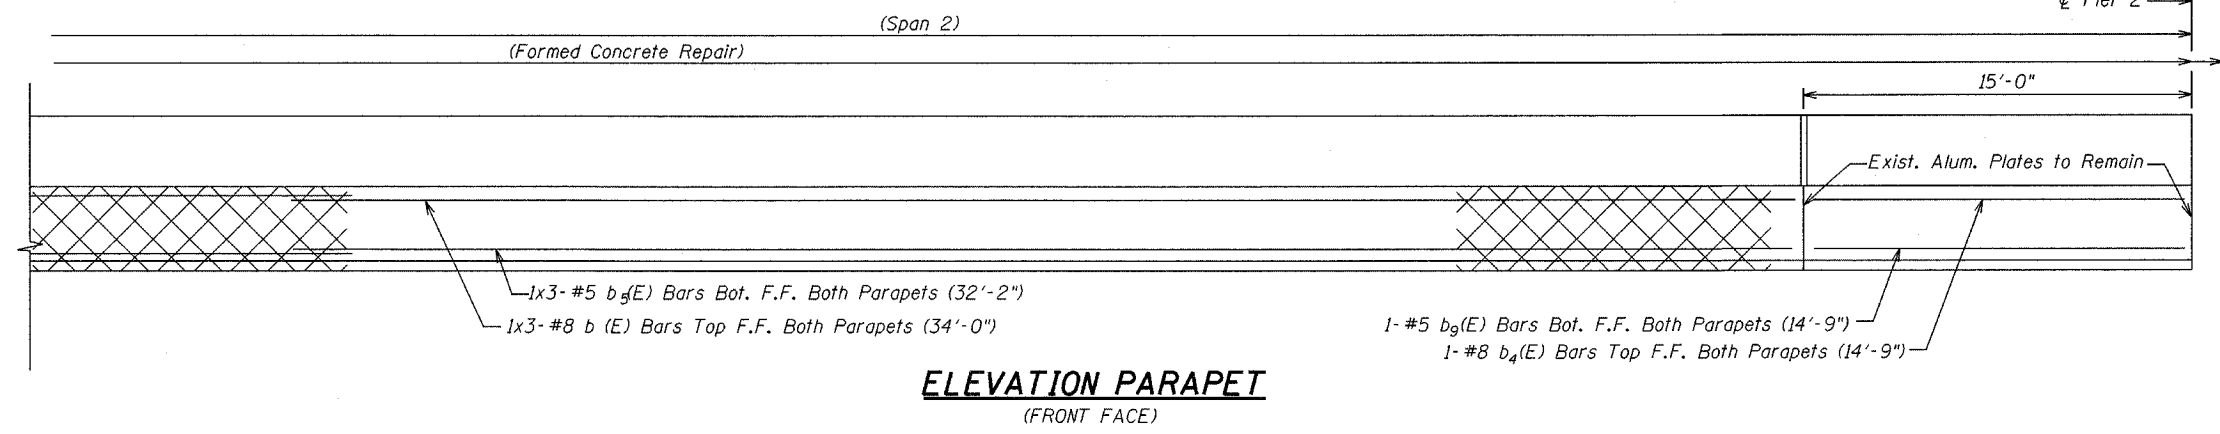 ℄ Pier 2
(Span 2)
(Formed Concrete Repair)
15'-0"
Exist. Alum. Plates to Remain
1x3- #5 b5(E) Bars Bot. F.F. Both Parapets (32'-2")
1x3- #8 b (E) Bars Top F.F. Both Parapets (34'-0")
1- #5 b9(E) Bars Bot. F.F. Both Parapets (14'-9")
1- #8 b4(E) Bars Top F.F. Both Parapets (14'-9")
ELEVATION PARAPET
(FRONT FACE)